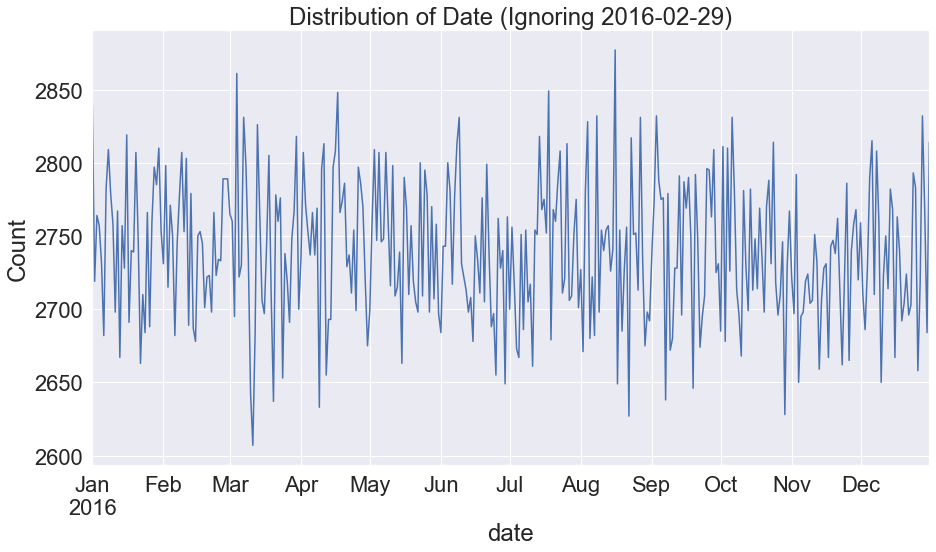 Distribution of Date (Ignoring 2016-02-29)
Count
2850
2800
2750
2700
2650
2600
Jan Feb Mar Apr May Jun Jul Aug Sep Oct Nov Dec
2016
date